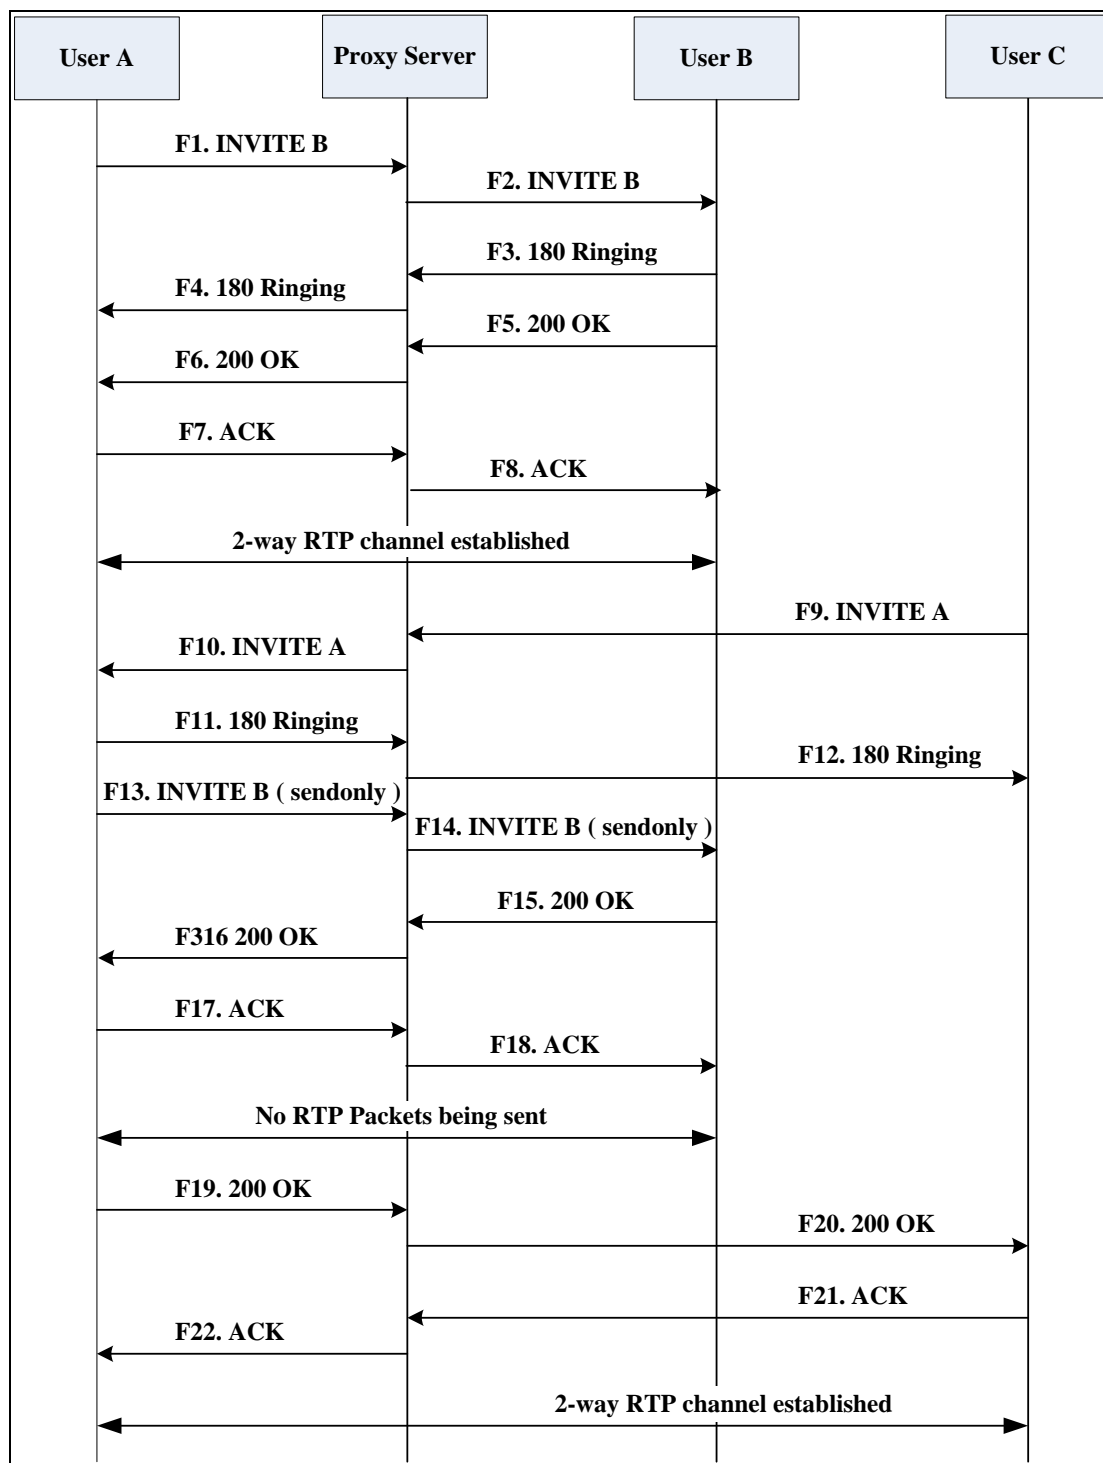 User A
Proxy Server
User B
User C
F1. INVITE B
F2. INVITE B
F3. 180 Ringing
F4. 180 Ringing
F5. 200 OK
F6. 200 OK
F7. ACK
F8. ACK
2-way RTP channel established
F9. INVITE A
F10. INVITE A
F11. 180 Ringing
F12. 180 Ringing
F13. INVITE B ( sendonly )
F14. INVITE B ( sendonly )
F15. 200 OK
F316 200 OK
F17. ACK
F18. ACK
No RTP Packets being sent
F19. 200 OK
F20. 200 OK
F21. ACK
F22. ACK
2-way RTP channel established